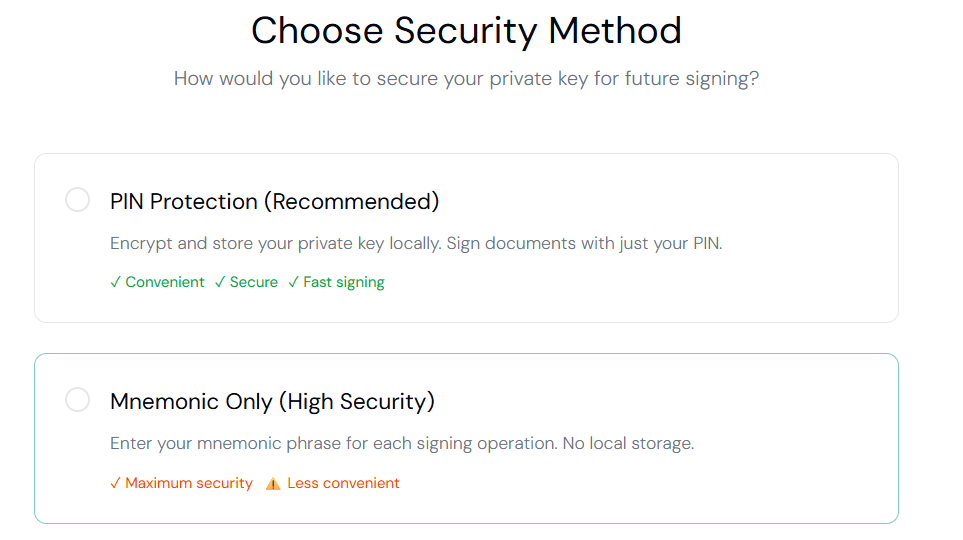 Choose Security Method
How would you like to secure your private key for future signing?
PIN Protection (Recommended)
Encrypt and store your private key locally. Sign documents with just your PIN.
✓ Convenient ✓ Secure ✓ Fast signing
Mnemonic Only (High Security)
Enter your mnemonic phrase for each signing operation. No local storage.
✓ Maximum security ⚠️ Less convenient